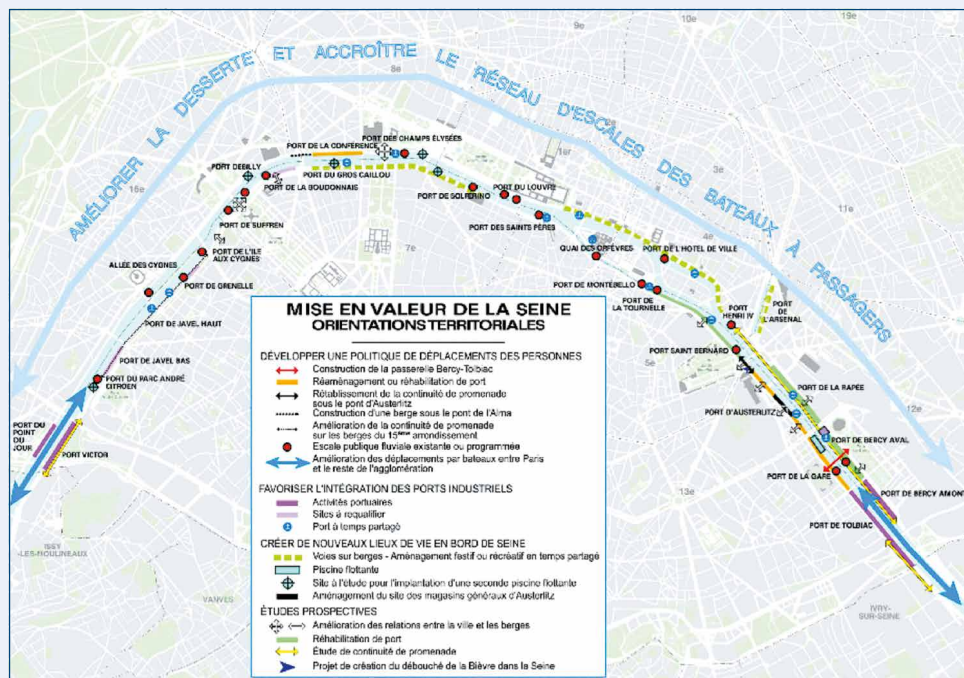 AMÉLIORER LA DESSERTE ET ACCROÎTRE LE RÉSEAU D'ESCALES DES BATEAUX À PASSAGERS
9e
19e
8e
16e
1er
3e
11e
4e
7e
12e
13e
PORT DES CHAMPS ÉLYSÉES
PORT DE LA CONFÉRENCE
PORT DEBILLY
PORT DU GROS CAILLOU
PORT DE LA BOUDONNAIS
PORT DE SOLFERINO
PORT DU LOUVRE
PORT DE SUFFREN
PORT DES SAINTS PÈRES
QUAI DES ORFÈVRES
PORT DE L'HOTEL DE VILLE
PORT DE L'ILE
AUX CYGNES
ALLÉE DES CYGNES
PORT DE GRENELLE
PORT DE MONTÉBELLO
PORT DE
LA TOURNELLE
PORT
HENRI IV
PORT
DE
L'ARSENAL
PORT DE JAVEL HAUT
PORT SAINT BERNARD
PORT DE JAVEL BAS
PORT DU PARC ANDRÉ
CITROEN
PORT DE LA RAPÉE
PORT D'AUSTERLITZ
PORT DU
POINT
DU
JOUR
PORT VICTOR
PORT DE BERCY AVAL
PORT DE LA GARE
PORT DE BERCY AMONT
PORT DE TOLBIAC
ISSY
-LES-MOULINEAUX
VANVES
IVRY
-SUR-SEINE
MISE EN VALEUR DE LA SEINE
ORIENTATIONS TERRITORIALES
DÉVELOPPER UNE POLITIQUE DE DÉPLACEMENTS DES PERSONNES
Construction de la passerelle Bercy-Tolbiac
Réaménagement ou réhabilitation de port
Rétablissement de la continuité de promenade
sous le pont d'Austerlitz
Construction d'une berge sous le pont de l'Alma
Amélioration de la continuité de promenade
sur les berges du 15ème arrondissement
Escale publique fluviale existante ou programmée
Amélioration des déplacements par bateaux entre Paris
et le reste de l'agglomération
FAVORISER L'INTÉGRATION DES PORTS INDUSTRIELS
Activités portuaires
Sites à requalifier
Port à temps partagé
CRÉER DE NOUVEAUX LIEUX DE VIE EN BORD DE SEINE
Voies sur berges - Aménagement festif ou récréatif en temps partagé
Piscine flottante
Site à l'étude pour l'implantation d'une seconde piscine flottante
Aménagement du site des magasins généraux d'Austerlitz
ÉTUDES PROSPECTIVES
Amélioration des relations entre la ville et les berges
Réhabilitation de port
Étude de continuité de promenade
Projet de création du débouché de la Bièvre dans la Seine